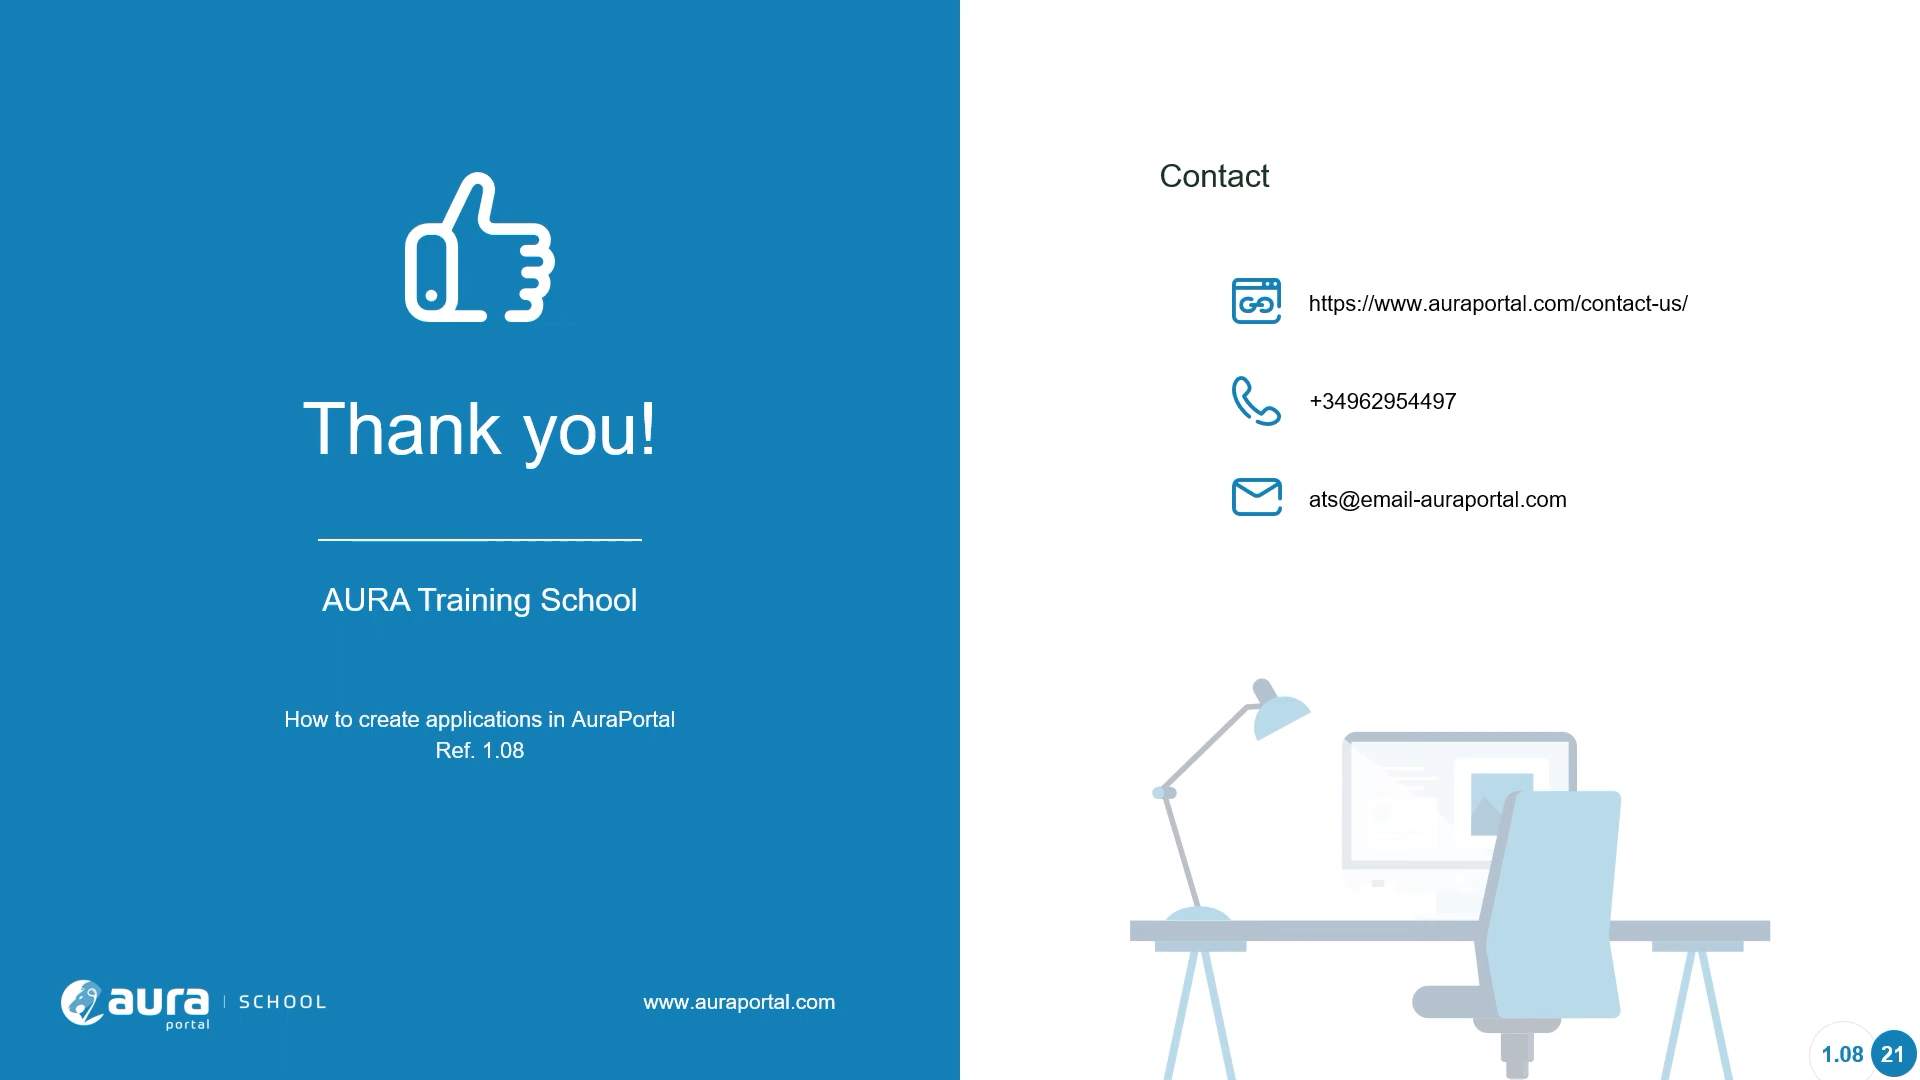 Thank you!
AURA Training School
How to create applications in AuraPortal
Ref. 1.08
aura
portal
SCHOOL
www.auraportal.com
Contact
https://www.auraportal.com/contact-us/
+34962954497
ats@email-auraportal.com
1.08 21